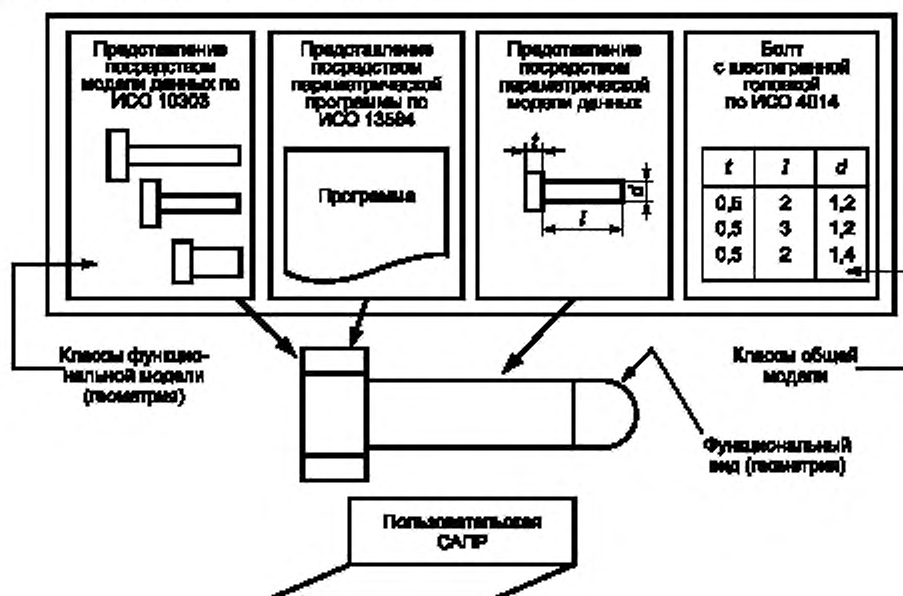 Представление
посредством
модели данных по
ИСО 10303
Представление
посредством
параметрической
программы по
ИСО 13584
Программа
Представление
посредством
параметрической
модели данных
t
d
l
Болт
с шестигранной
головкой
по ИСО 4014
t l d
0,5 2 1,2
0,5 3 1,2
0,5 2 1,4
Классы функцио-
нальной модели
(геометрия)
Классы общей
модели
Функциональный
вид (геометрия)
Пользовательская
САПР